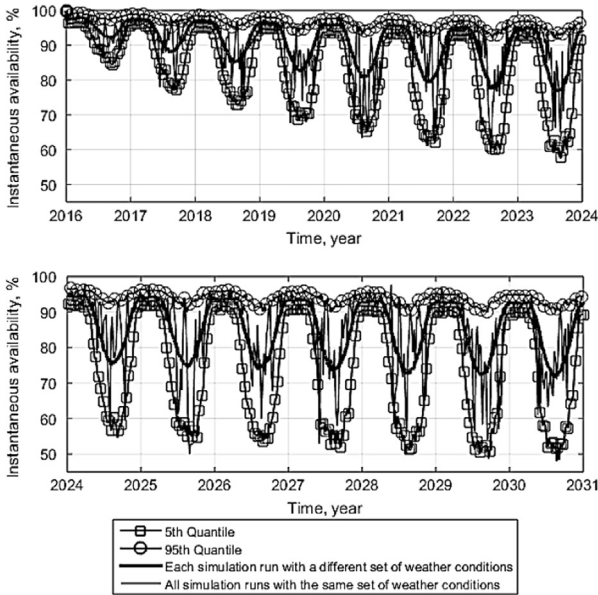 Instantaneous availability, %
100
90
80
70
60
50
2016 2017 2018 2019 2020 2021 2022 2023 2024
Time, year
Instantaneous availability, %
100
90
80
70
60
50
2024 2025 2026 2027 2028 2029 2030 2031
Time, year
5th Quantile
95th Quantile
Each simulation run with a different set of weather conditions
All simulation runs with the same set of weather conditions